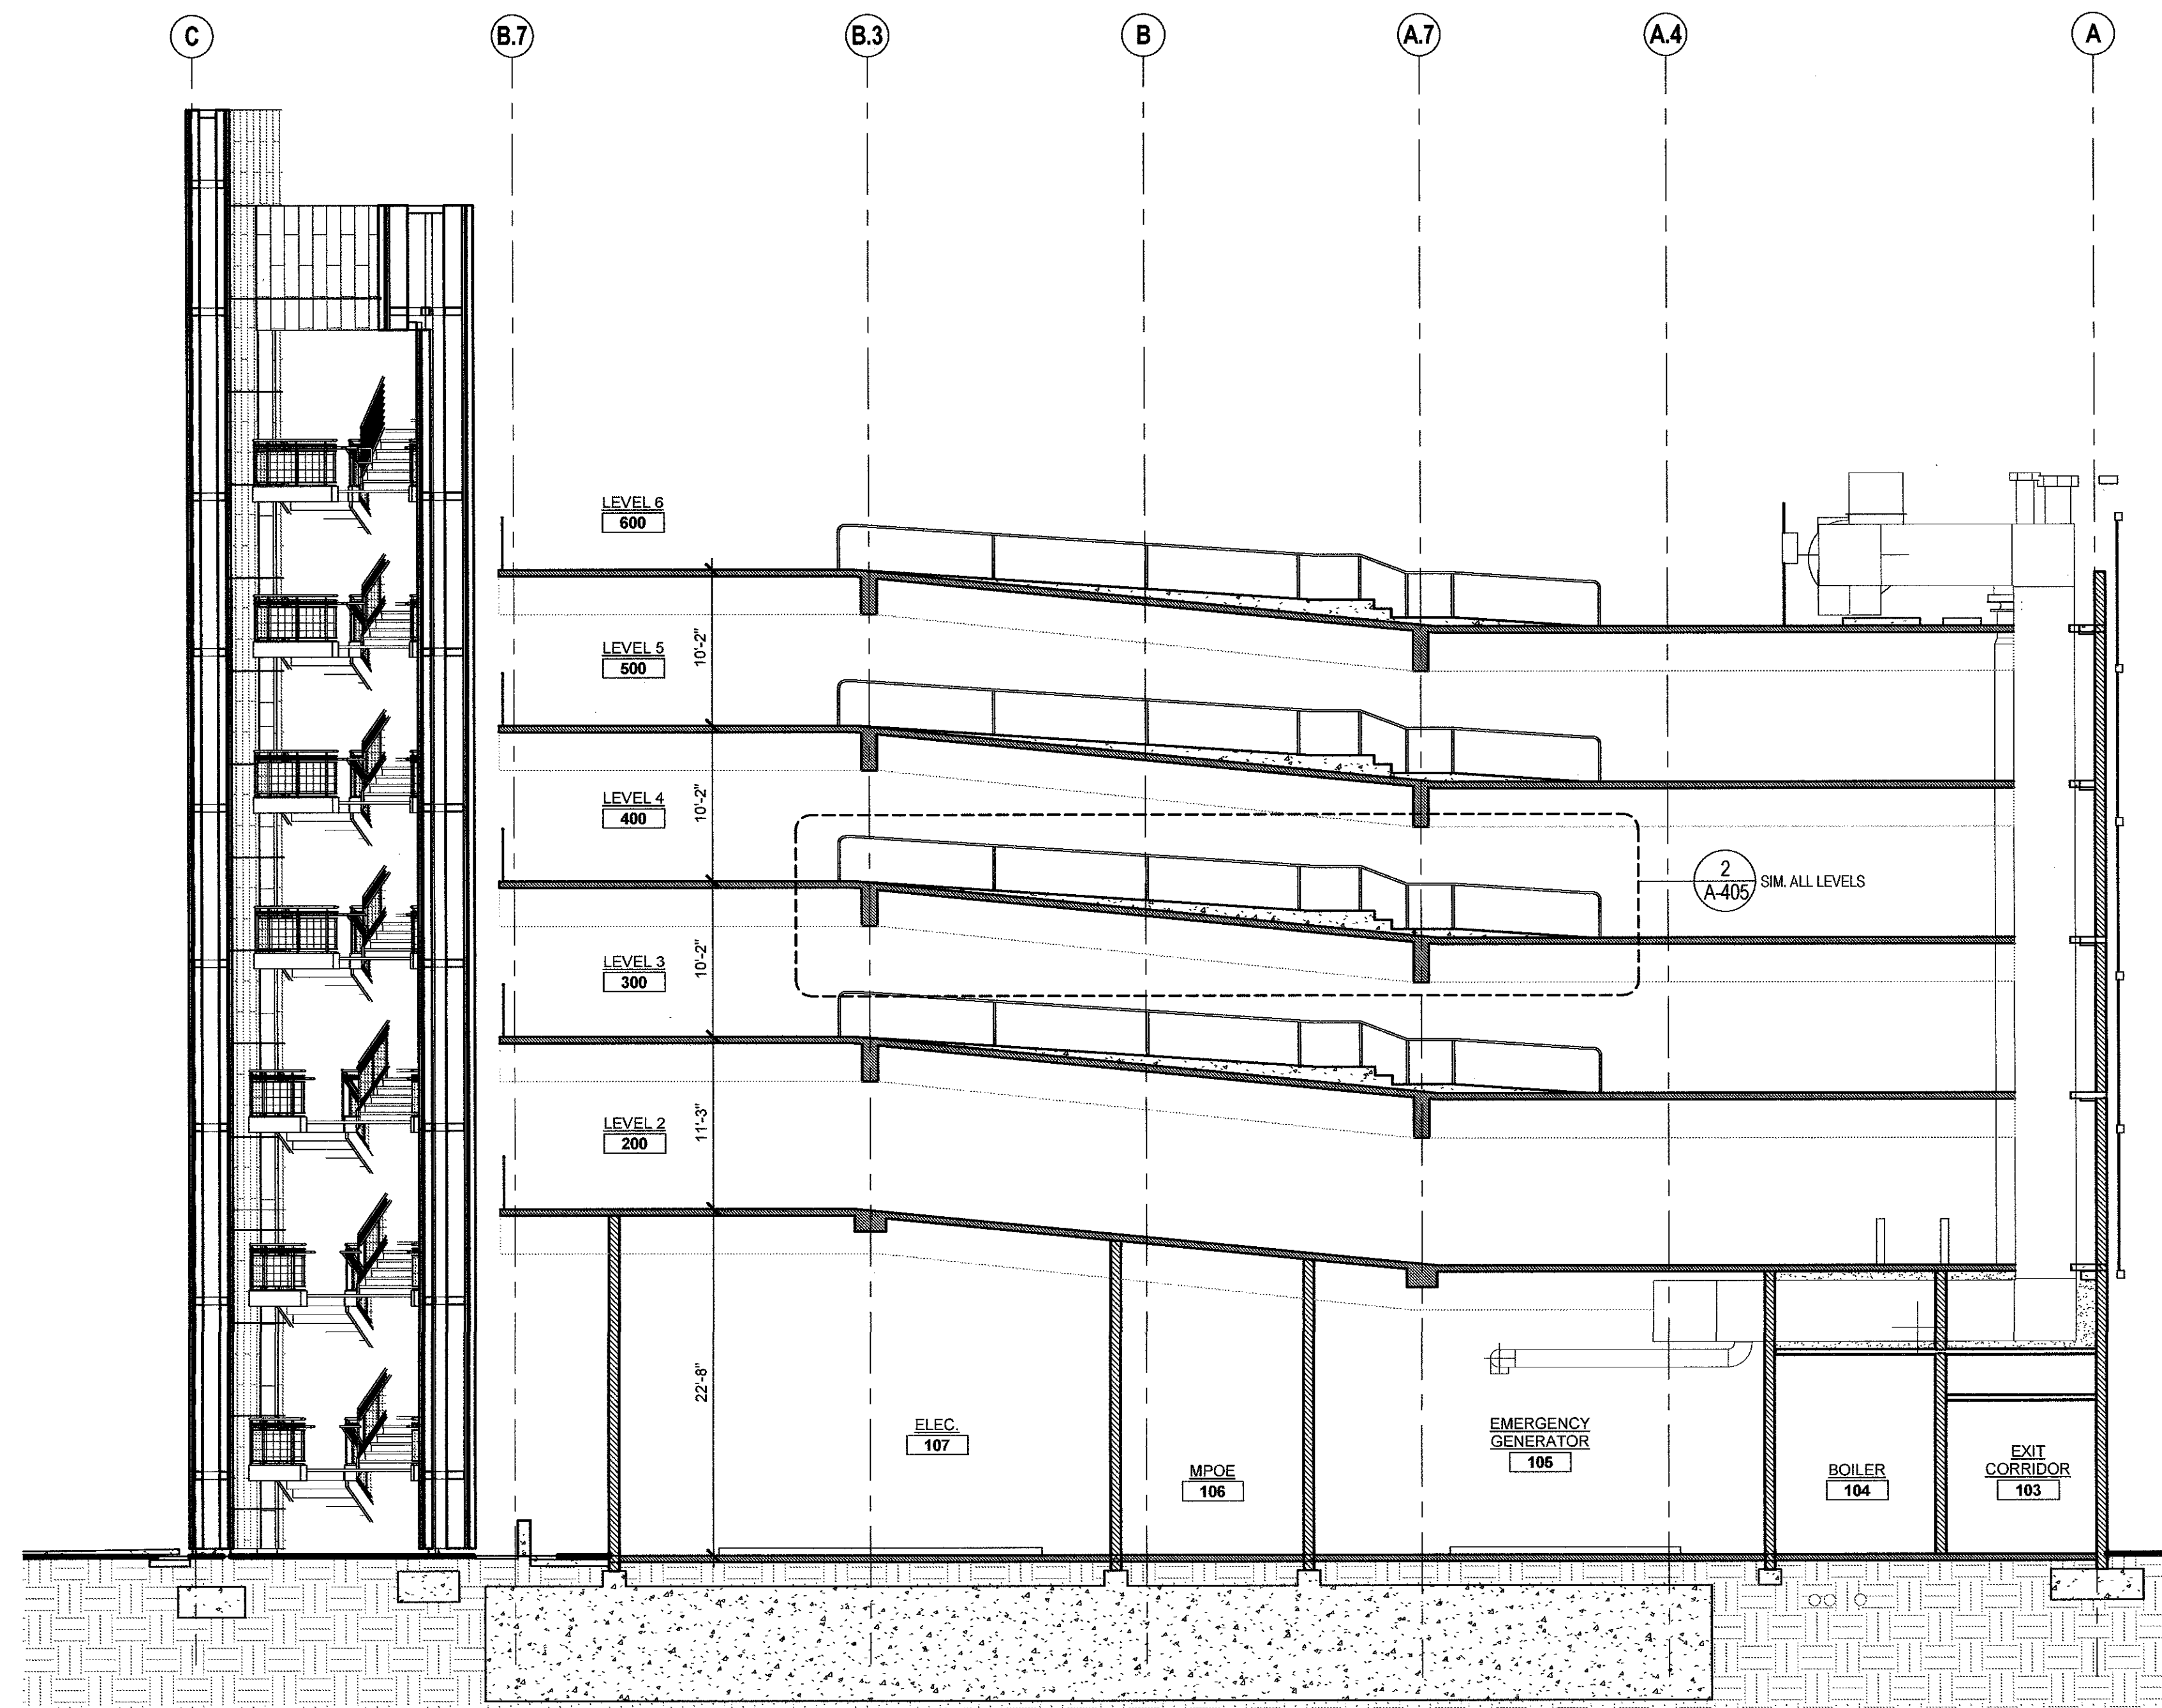 C
B.7
B.3
B
A.7
A.4
A
LEVEL 6
600
10'-2"
LEVEL 5
500
10'-2"
LEVEL 4
400
2
A-405
SIM. ALL LEVELS
10'-2"
LEVEL 3
300
11'-3"
LEVEL 2
200
22'-8"
ELEC.
107
MPOE
106
EMERGENCY
GENERATOR
105
BOILER
104
EXIT
CORRIDOR
103